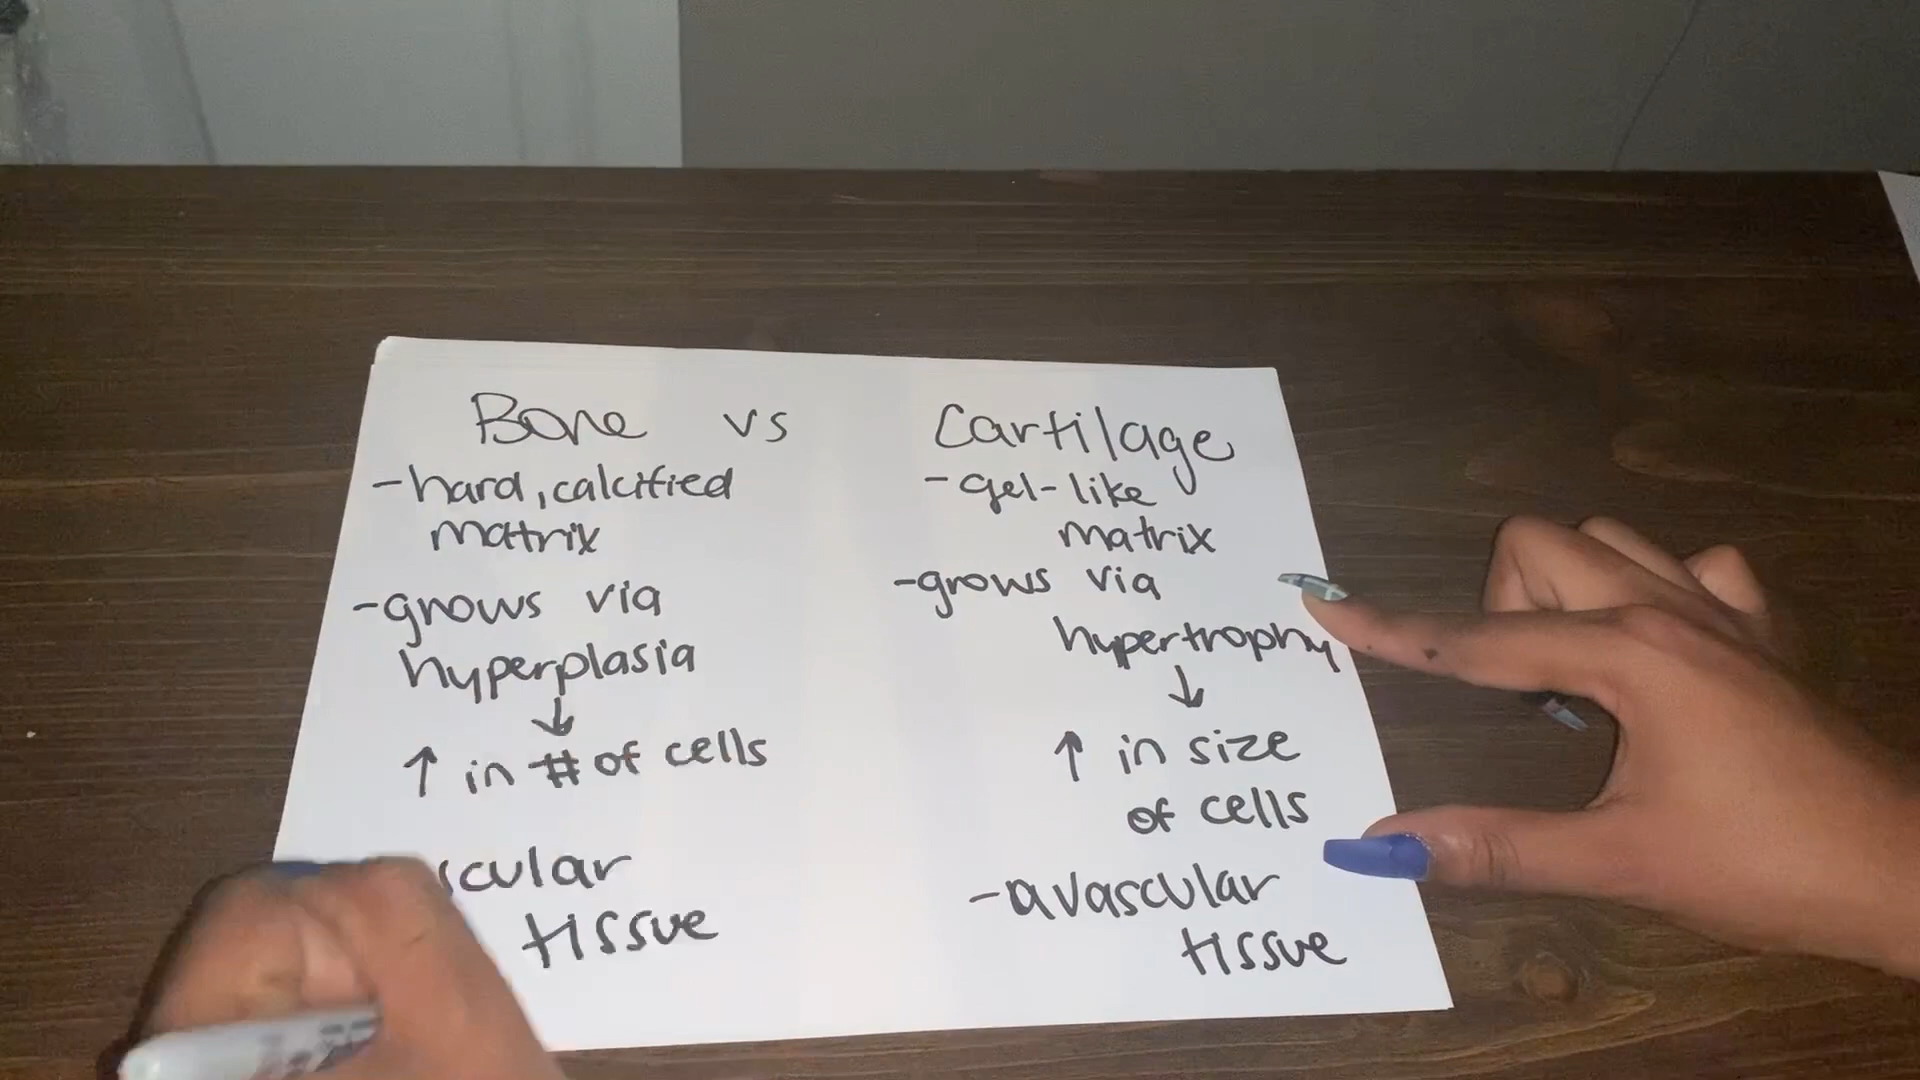 Bone vs Cartilage
- hard, calcified
matrix
- grows via
hyperplasia
↓
↑ in # of cells
tissue
- gel-like
matrix
- grows via
hypertrophy
↓
↑ in size
of cells
- avascular
tissue